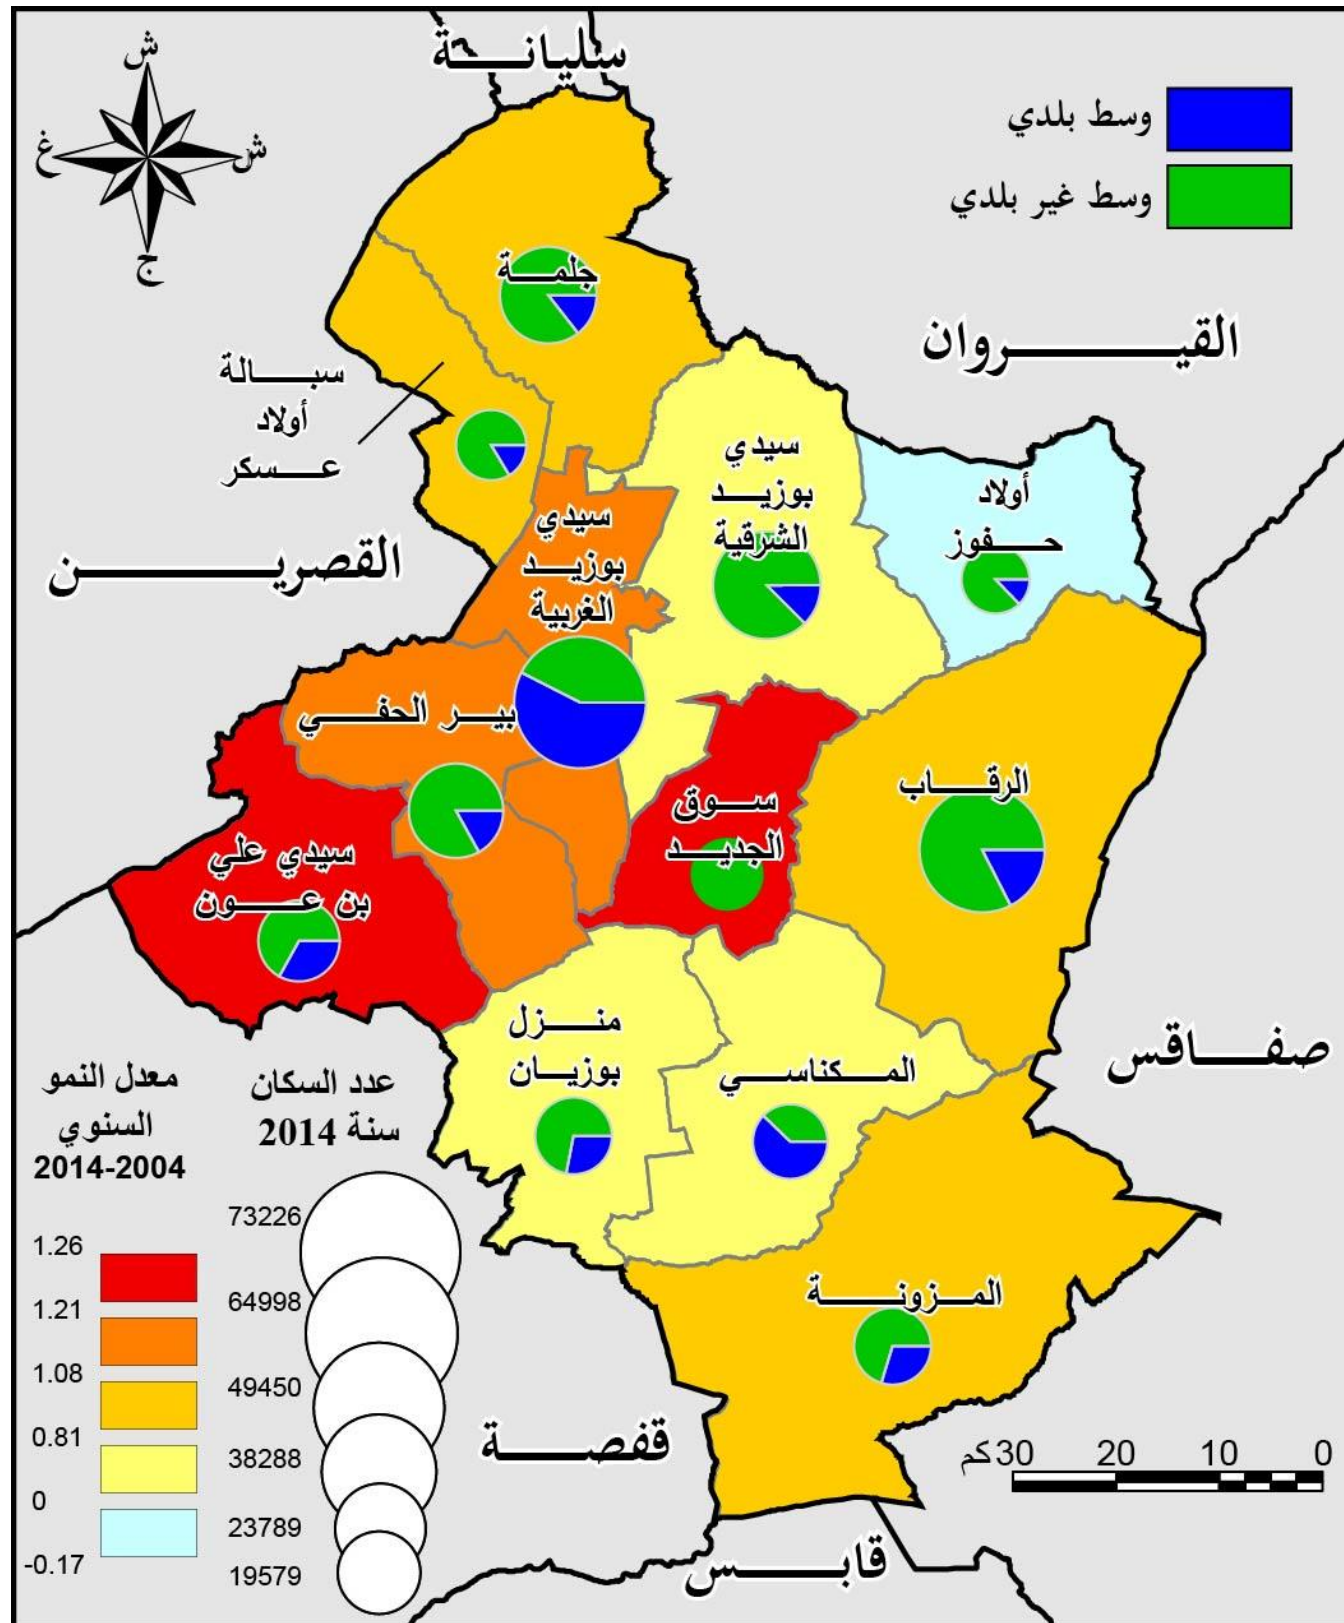 ش
غ
ش
ج
سليانة
وسط بلدي
وسط غير بلدي
القيروان
جلمة
سبالة
أولاد
عسكر
القصرين
سيدي
بوزيد
الشرقية
أولاد
حفوز
سيدي
بوزيد
الغربية
بير الحفي
الرقاب
سوق
الجديد
سيدي علي
بن عون
منزل
بوزيان
المكناسي
صفاقس
المزونة
قفصة
قابس
معدل النمو
السنوي
2014-2004
1.26
1.21
1.08
0.81
0
-0.17
عدد السكان
سنة 2014
73226
64998
49450
38288
23789
19579
كم 30 20 10 0